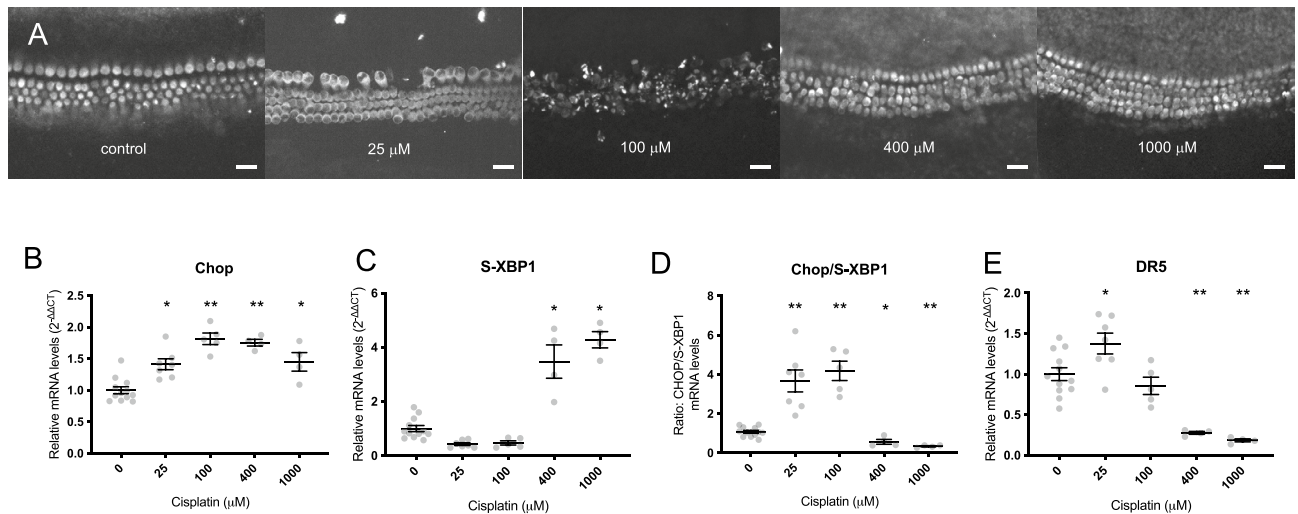 A
control
25 μM
100 μM
400 μM
1000 μM
B
Chop
Relative mRNA levels (2-ΔΔCT)
2.5
2.0
1.5
1.0
0.5
0.0
* ** ** *
0 25 100 400 1000
Cisplatin (μM)
C
S-XBP1
Relative mRNA levels (2-ΔΔCT)
6
4
2
0
* *
0 25 100 400 1000
Cisplatin (μM)
D
Chop/S-XBP1
Ratio: CHOP/S-XBP1
mRNA levels
8
6
4
2
0
** ** * **
0 25 100 400 1000
Cisplatin (μM)
E
DR5
Relative mRNA levels (2-ΔΔCT)
2.0
1.5
1.0
0.5
0.0
* ** **
0 25 100 400 1000
Cisplatin (μM)